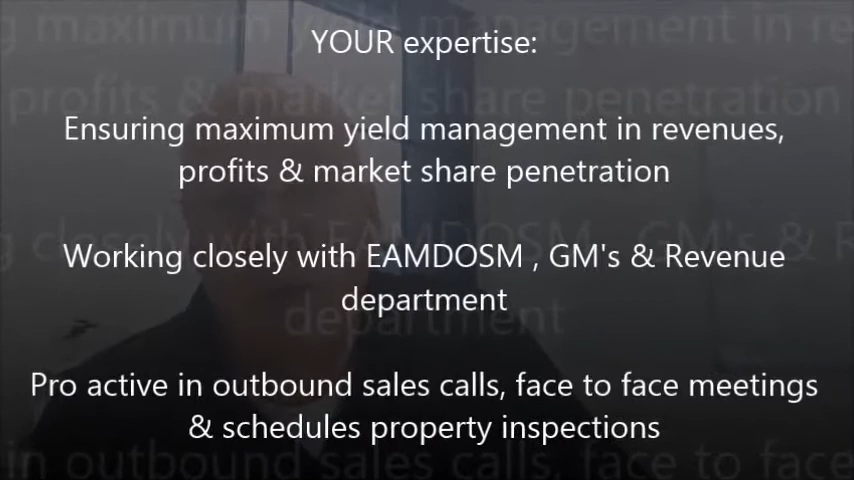 YOUR expertise:
Ensuring maximum yield management in revenues,
profits & market share penetration
Working closely with EAMDOSM , GM's & Revenue
department
Pro active in outbound sales calls, face to face meetings
& schedules property inspections